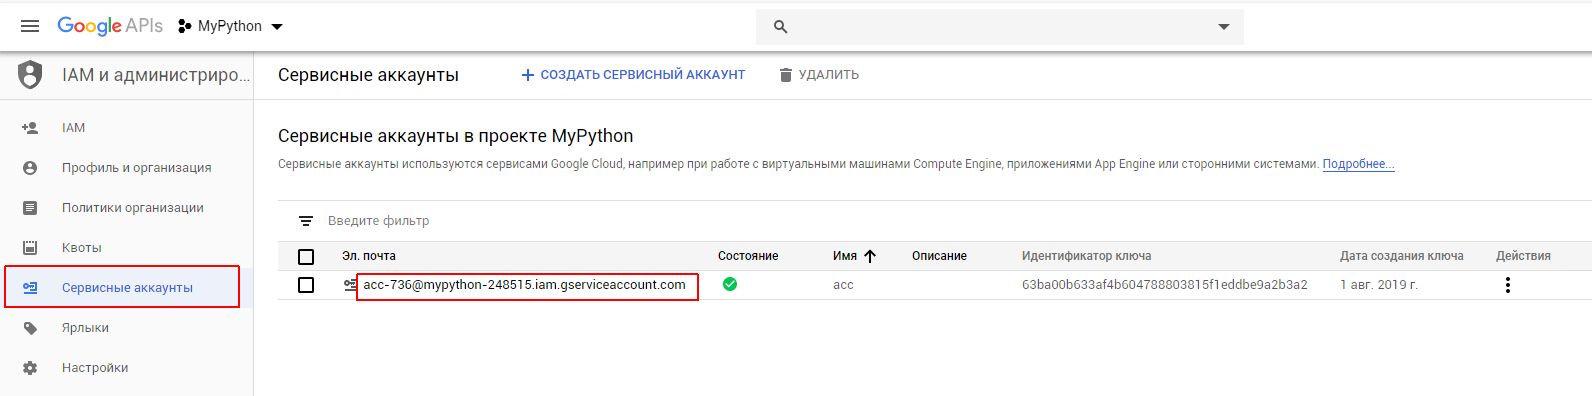 Google APIs MyPython
IAM и администриро...
Сервисные аккаунты
СОЗДАТЬ СЕРВИСНЫЙ АККАУНТ
УДАЛИТЬ
IAM
Профиль и организация
Политики организации
Квоты
Сервисные аккаунты
Ярлыки
Настройки
Сервисные аккаунты в проекте MyPython
Сервисные аккаунты используются сервисами Google Cloud, например при работе с виртуальными машинами Compute Engine, приложениями App Engine или сторонними системами. Подробнее...
Введите фильтр
Эл. почта Состояние Имя Описание Идентификатор ключа Дата создания ключа Действия
acc-736@mypython-248515.iam.gserviceaccount.com acc 63ba00b633af4b604788803815f1eddbe9a2b3a2 1 авг. 2019 г.